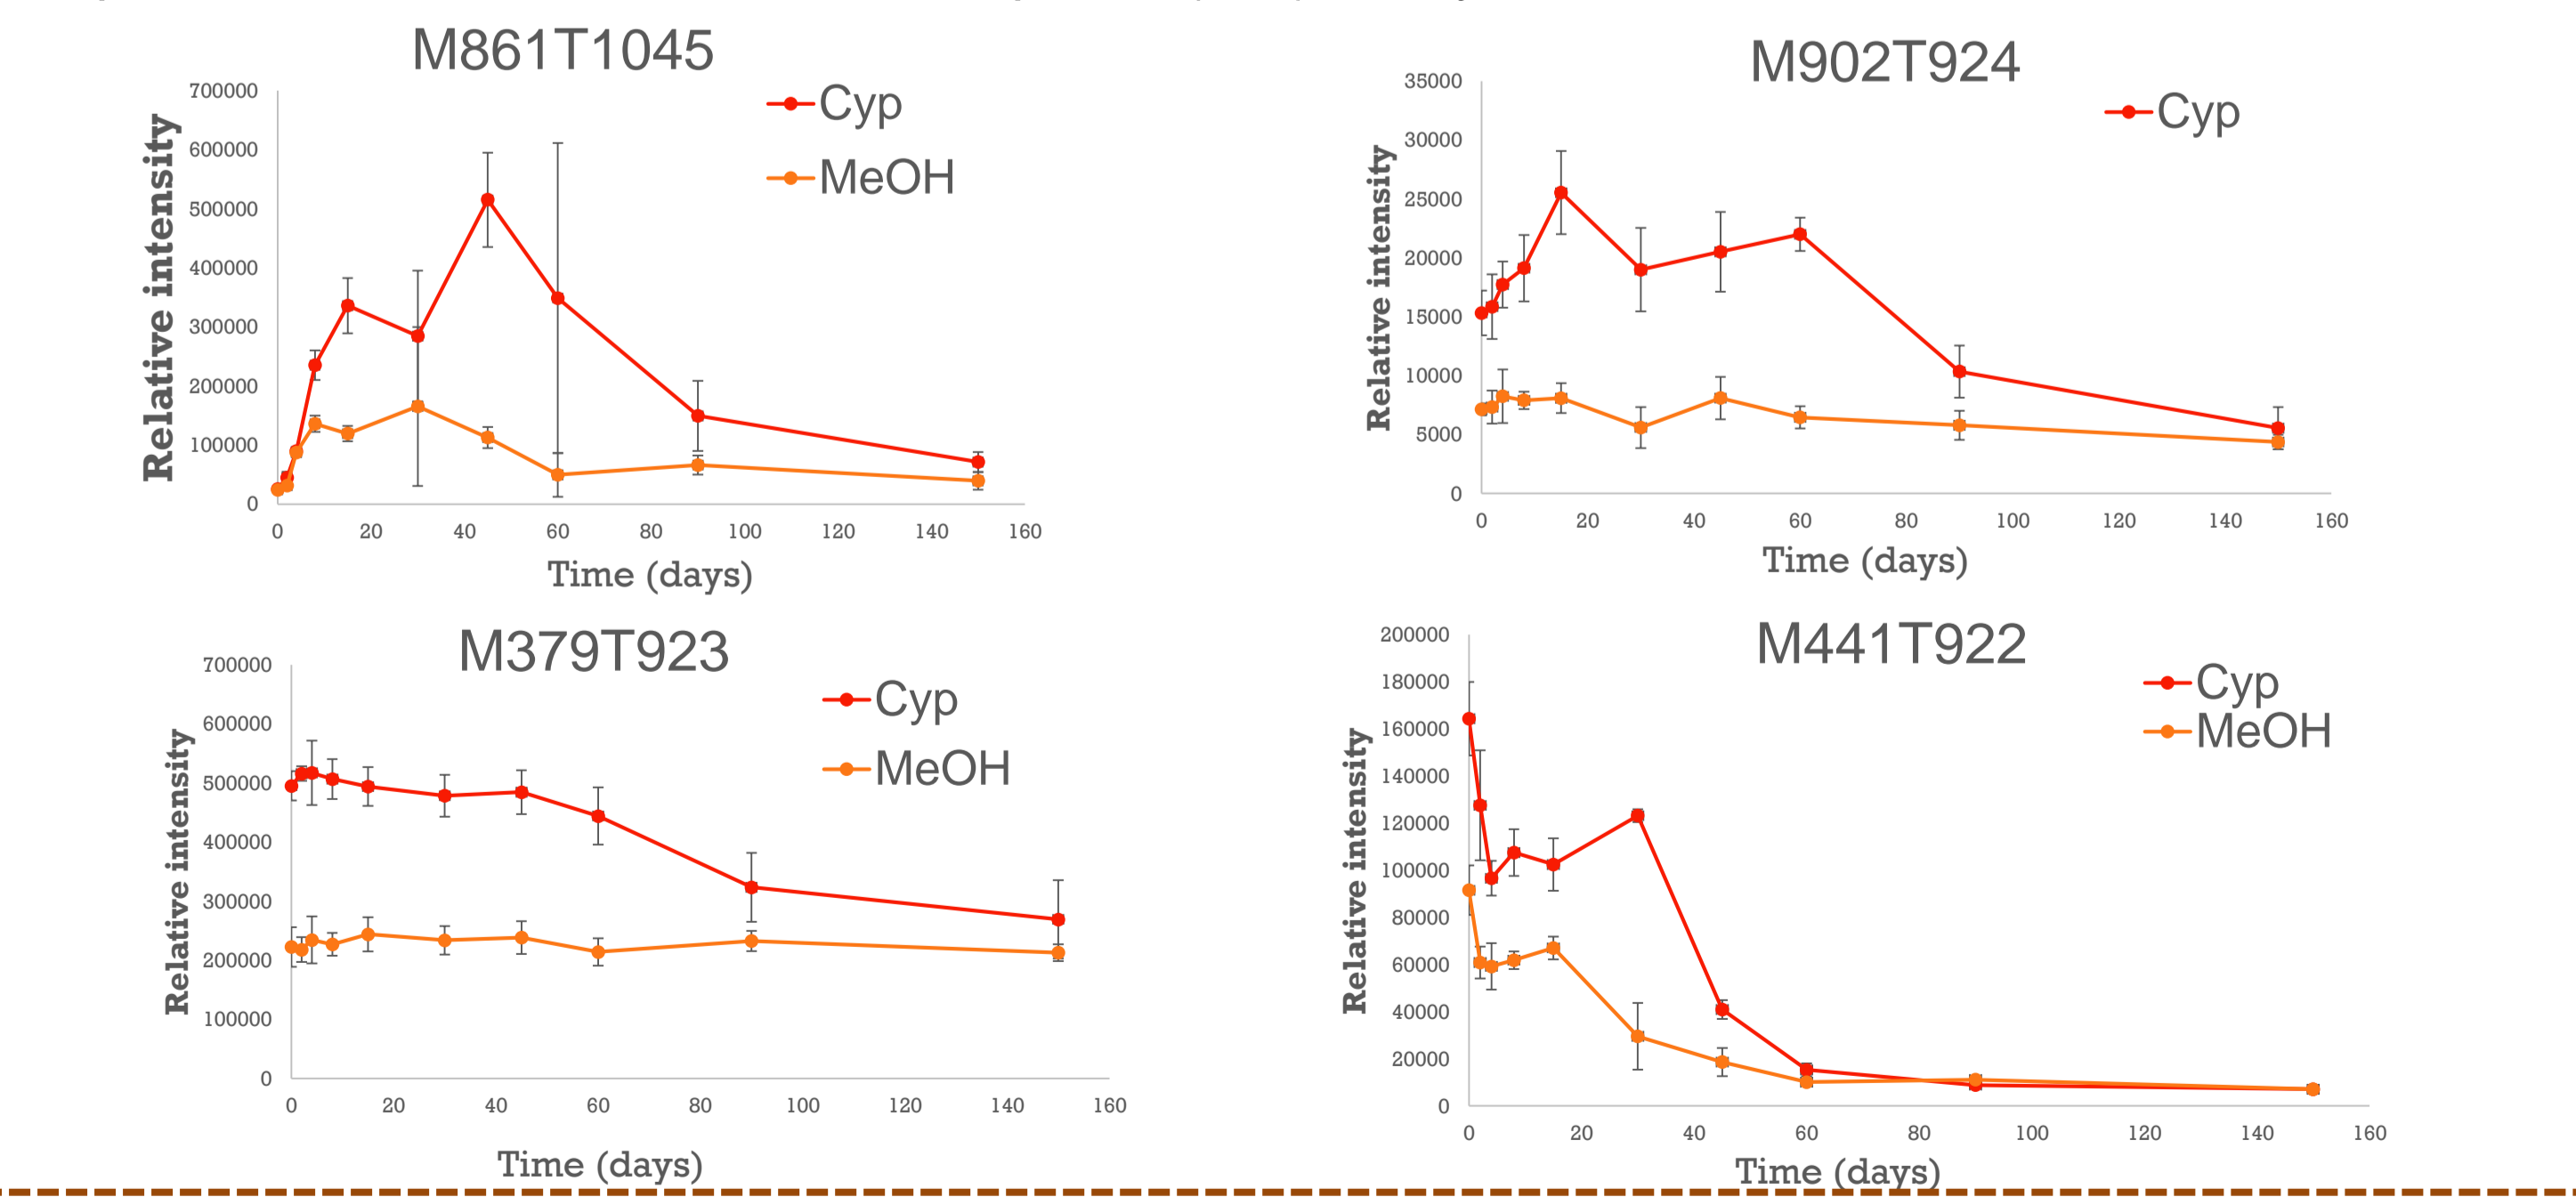 M861T1045
Cyp
MeOH
Relative intensity
700000
600000
500000
400000
300000
200000
100000
0
0 20 40 60 80 100 120 140 160
Time (days)
M902T924
Cyp
Relative intensity
35000
30000
25000
20000
15000
10000
5000
0
0 20 40 60 80 100 120 140 160
Time (days)
M379T923
Cyp
MeOH
Relative intensity
700000
600000
500000
400000
300000
200000
100000
0
0 20 40 60 80 100 120 140 160
Time (days)
M441T922
Cyp
MeOH
Relative intensity
200000
180000
160000
140000
120000
100000
80000
60000
40000
20000
0
0 20 40 60 80 100 120 140 160
Time (days)